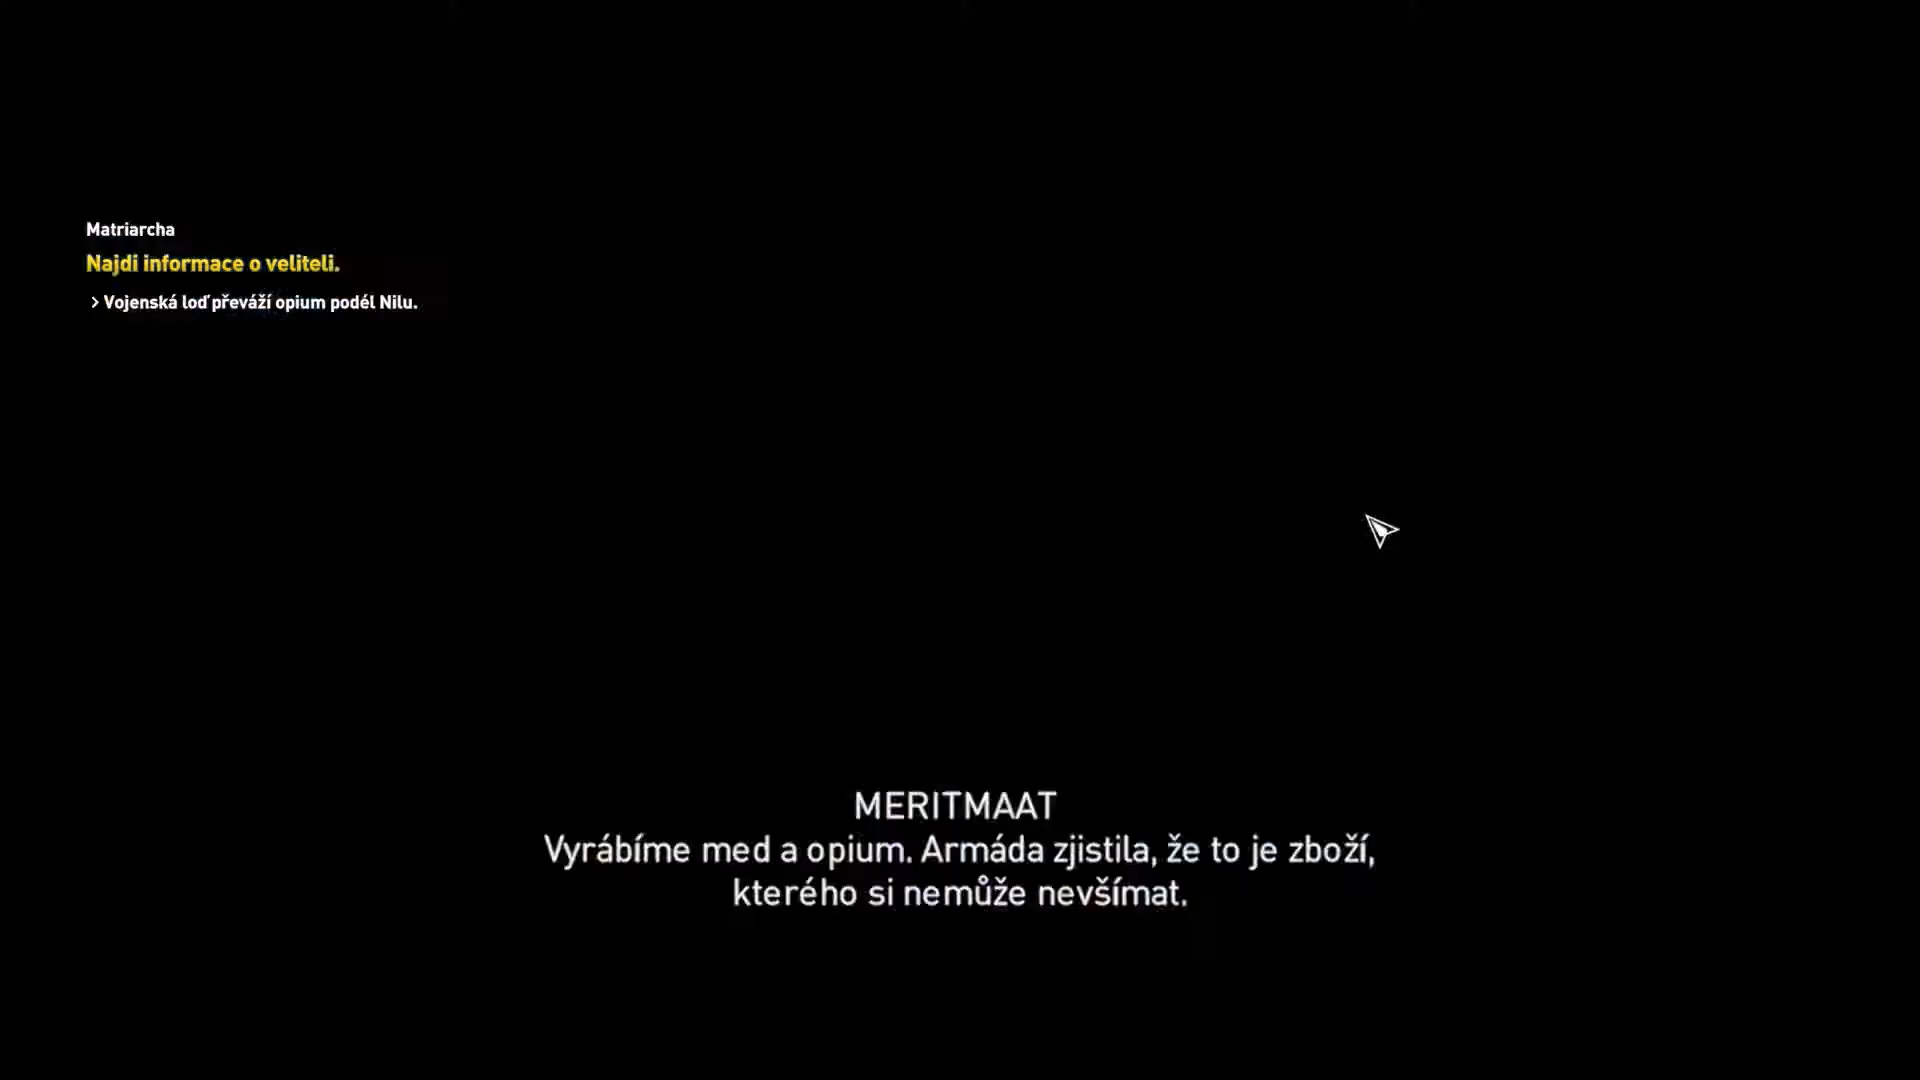 Matriarcha
Najdi informace o veliteli.
> Vojenská loď převáží opium podél Nilu.
MERITMAAT
Vyrábíme med a opium. Armáda zjistila, že to je zboží,
kterého si nemůže nevšímat.